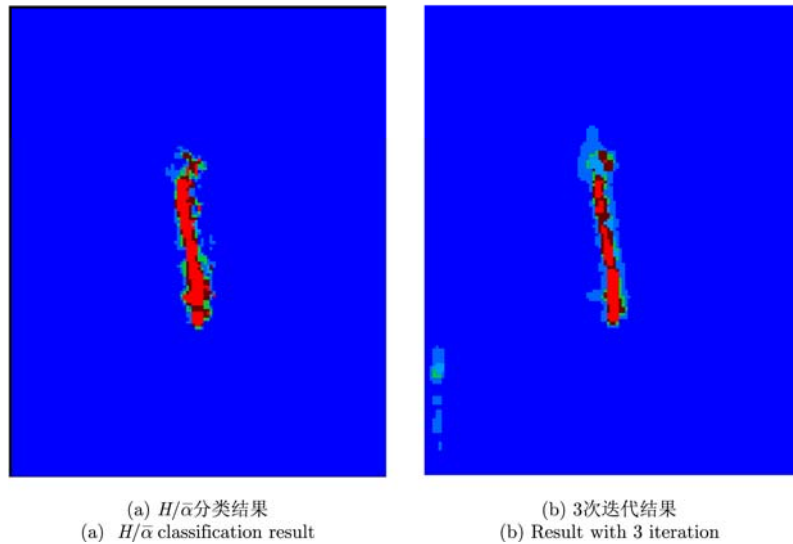 (a) H/ᾱ分类结果
(a) H/ᾱ classification result
(b) 3次迭代结果
(b) Result with 3 iteration